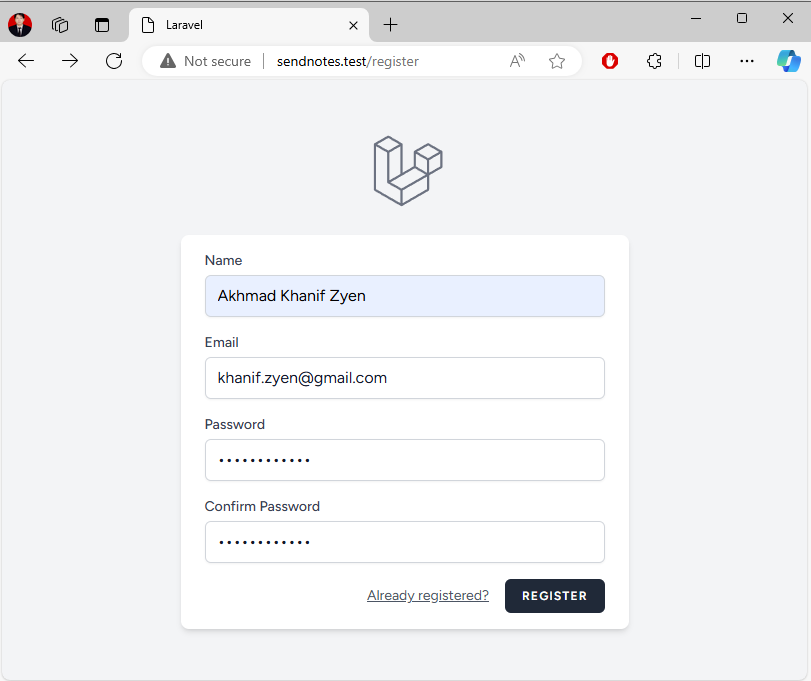 Laravel
Not secure
sendnotes.test/register
Name
Akhmad Khanif Zyen
Email
khanif.zyen@gmail.com
Password
••••••••••••
Confirm Password
••••••••••••
Already registered?
REGISTER